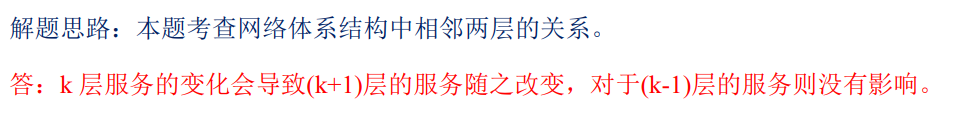 解题思路：本题考查网络体系结构中相邻两层的关系。
答：k 层服务的变化会导致(k+1)层的服务随之改变，对于(k-1)层的服务则没有影响。